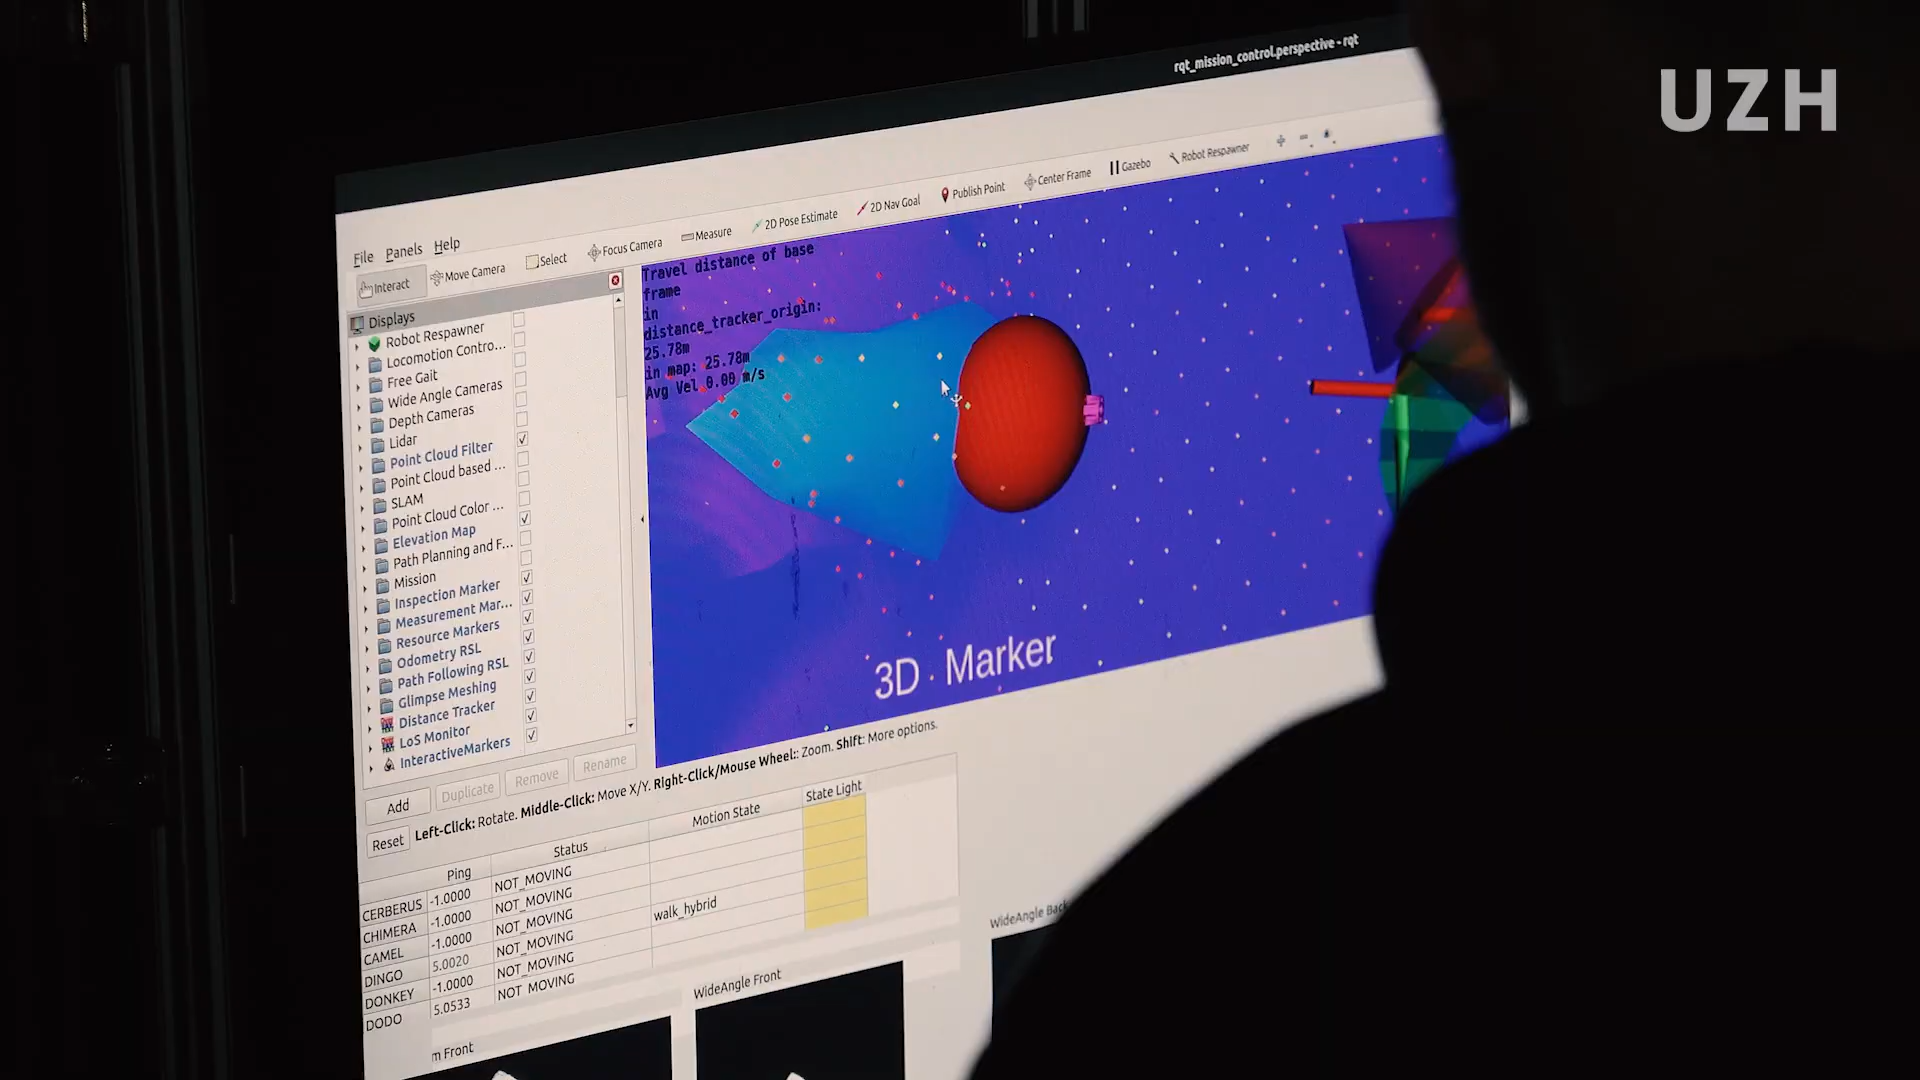 rqt_mission_control.perspective - rqt
UZH
File Panels Help
Interact Move Camera Select Focus Camera Measure 2D Pose Estimate 2D Nav Goal Publish Point Center Frame Gazebo Robot Respawner
Displays
Robot Respawner
Locomotion Contro...
Free Gait
Wide Angle Cameras
Depth Cameras
Lidar
Point Cloud Filter
Point Cloud based ...
SLAM
Point Cloud Color ...
Elevation Map
Path Planning and F...
Mission
Inspection Marker
Measurement Mar...
Resource Markers
Odometry RSL
Path Following RSL
Glimpse Meshing
Distance Tracker
LoS Monitor
InteractiveMarkers
Add Duplicate Remove Rename
Travel distance of base
frame
in
distance_tracker_origin:
25.78m
in map: 25.78m
Avg Vel 0.00 m/s
3D Marker
Reset Left-Click: Rotate. Middle-Click: Move X/Y. Right-Click/Mouse Wheel:: Zoom. Shift: More options.
Ping Status Motion State State Light
CERBERUS -1.0000 NOT_MOVING
CHIMERA -1.0000 NOT_MOVING
CAMEL -1.0000 NOT_MOVING walk_hybrid
DINGO 5.0020 NOT_MOVING
DONKEY -1.0000 NOT_MOVING
DODO 5.0533 NOT MOVING
m Front
WideAngle Front
WideAngle Bac